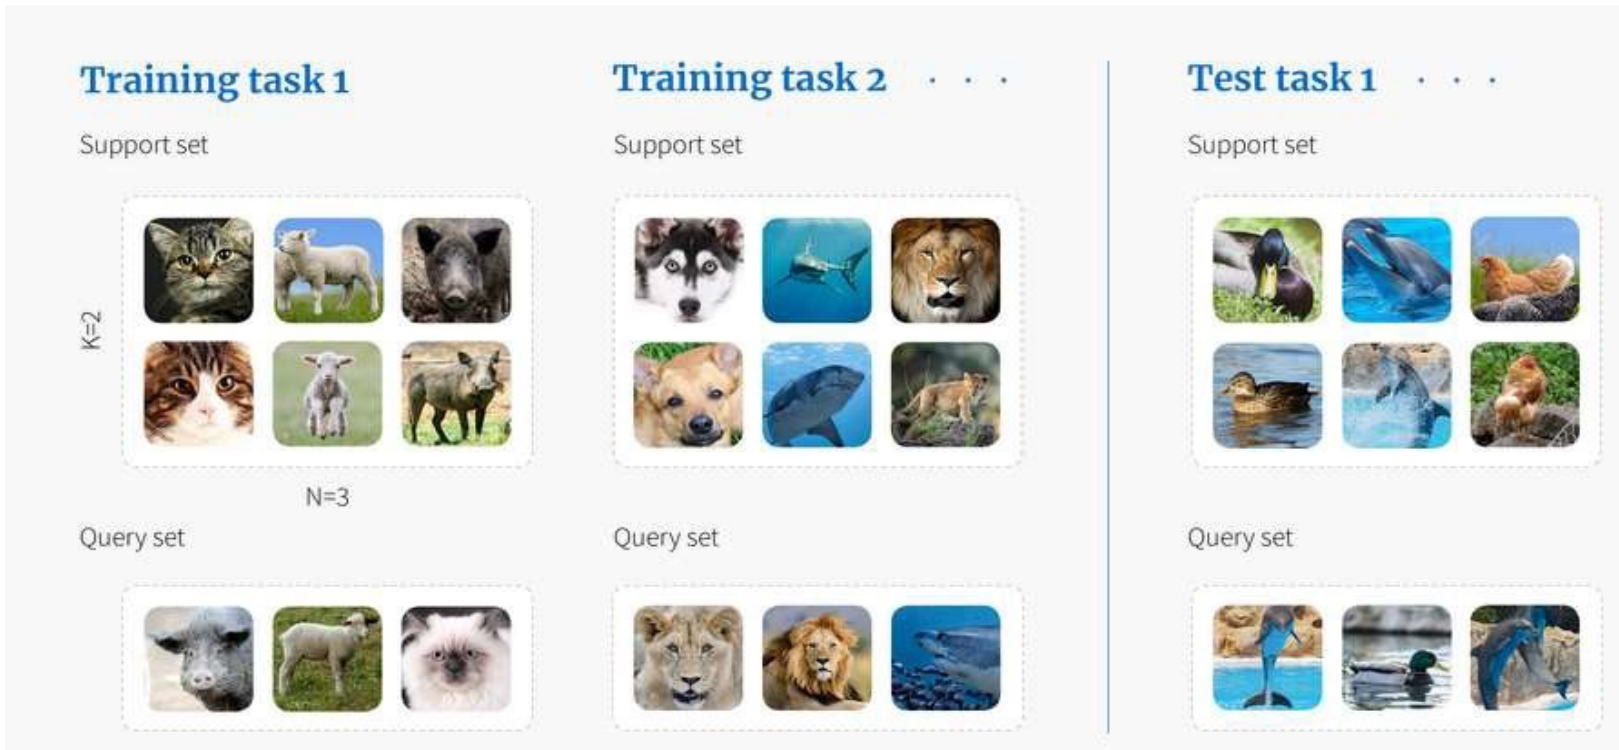 Training task 1
Support set
K=2
N=3
Query set
Training task 2 . . .
Support set
Query set
Test task 1 . . .
Support set
Query set